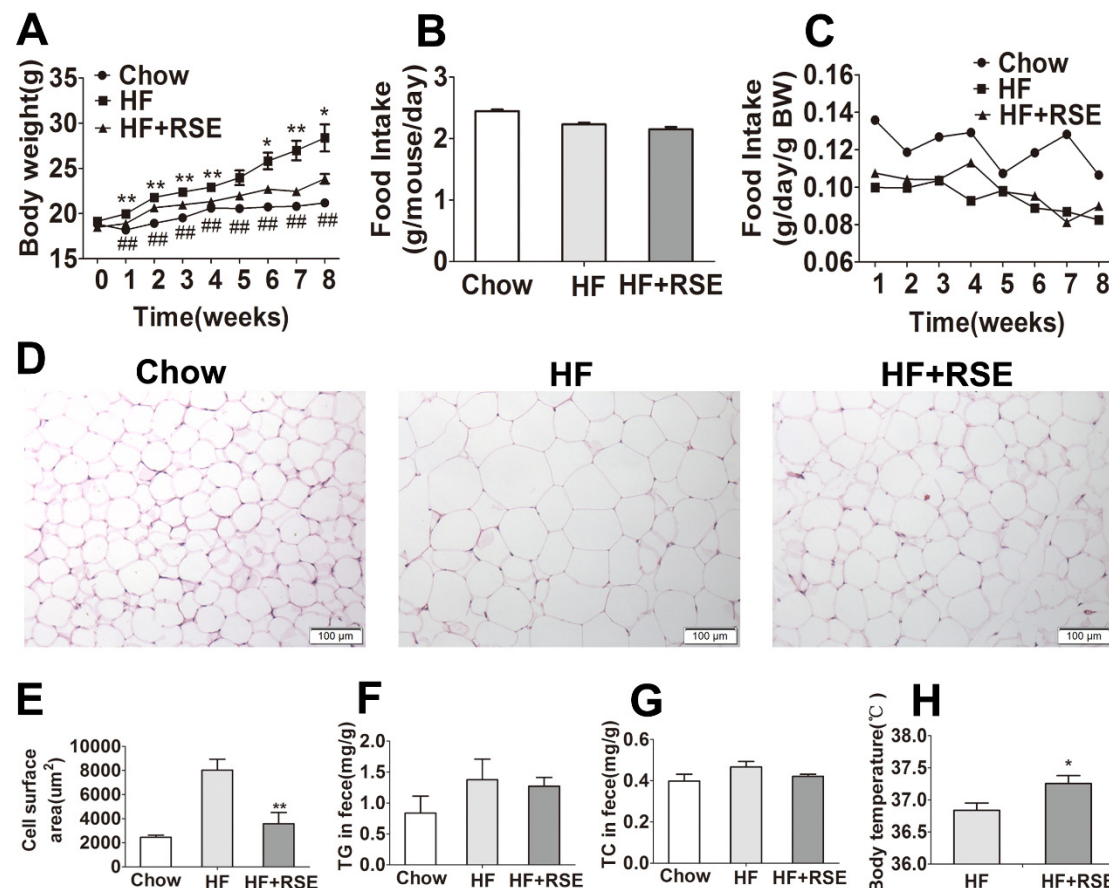 A
Body weight(g)
35
30
25
20
15
Chow
HF
HF+RSE
** ** ** ** * ** *
## ## ## ## ## ## ## ##
0 1 2 3 4 5 6 7 8
Time(weeks)
B
Food Intake
(g/mouse/day)
3
2
1
0
Chow HF HF+RSE
C
Food Intake
(g/day/g BW)
0.16
0.14
0.12
0.10
0.08
0.06
Chow
HF
HF+RSE
1 2 3 4 5 6 7 8
Time(weeks)
D
Chow HF HF+RSE
100 µm 100 µm 100 µm
E
Cell surface
area(um²)
10000
8000
6000
4000
2000
0
**
Chow HF HF+RSE
F
TG in fece(mg/g)
2.0
1.5
1.0
0.5
0.0
Chow HF HF+RSE
G
TC in fece(mg/g)
0.6
0.4
0.2
0.0
Chow HF HF+RSE
H
Body temperature(℃)
38.0
37.5
37.0
36.5
36.0
*
HF HF+RSE